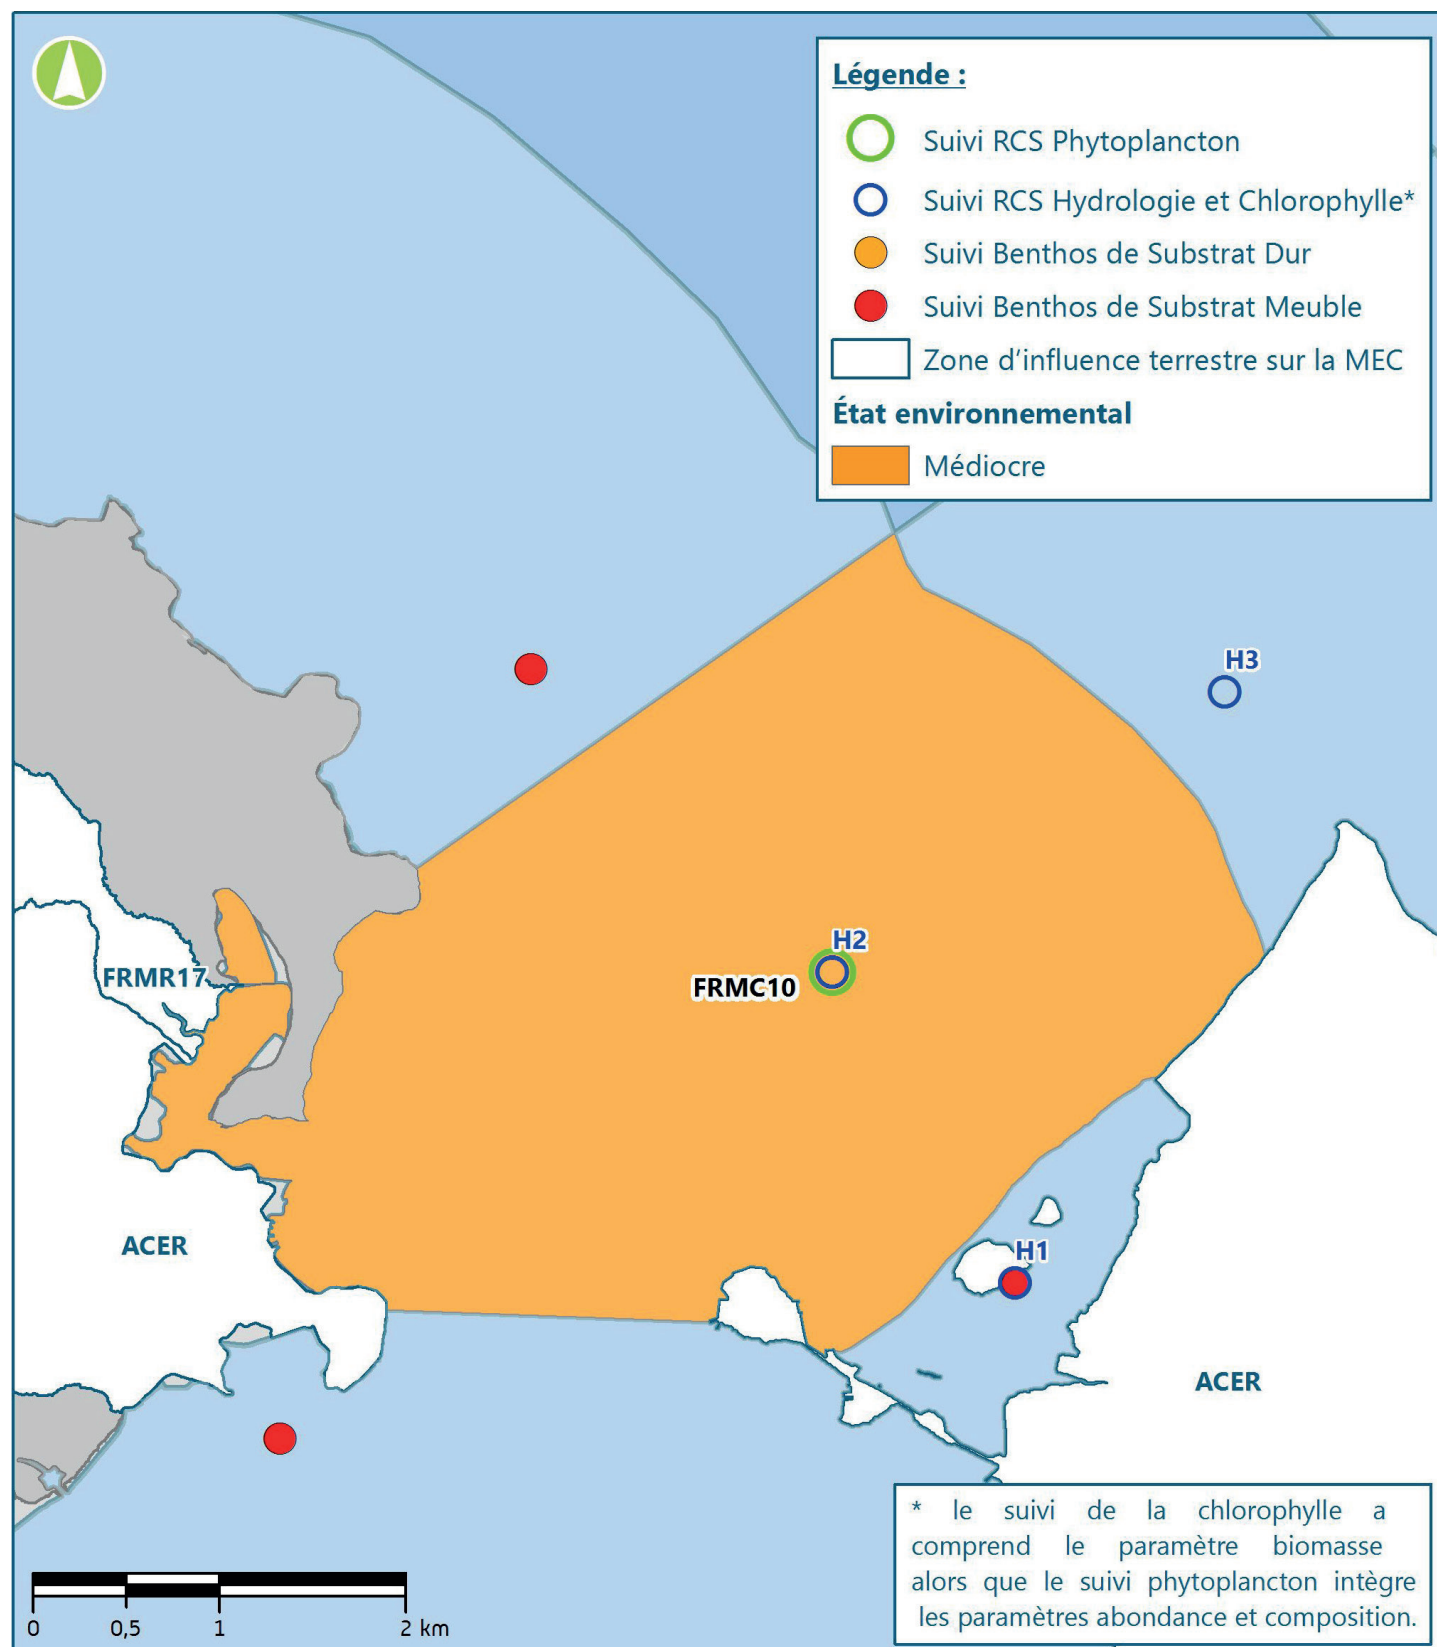 Légende :
Suivi RCS Phytoplancton
Suivi RCS Hydrologie et Chlorophylle*
Suivi Benthos de Substrat Dur
Suivi Benthos de Substrat Meuble
Zone d'influence terrestre sur la MEC
État environnemental
Médiocre
H3
H2
FRMR17
FRMC10
ACER
H1
ACER
* le suivi de la chlorophylle a
comprend le paramètre biomasse
alors que le suivi phytoplancton intègre
les paramètres abondance et composition.
0 0,5 1 2 km